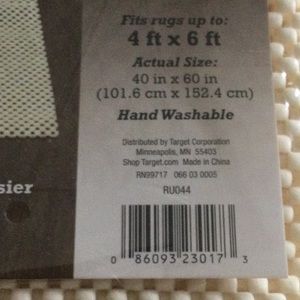 Fits rugs up to:
4 ft x 6 ft
Actual Size:
40 in x 60 in
(101.6 cm x 152.4 cm)
Hand Washable
Distributed by Target Corporation
Minneapolis, MN 55403
Shop Target.com Made in China
RN99717 066 03 0005
RU044
sier
0 86093 23017 3